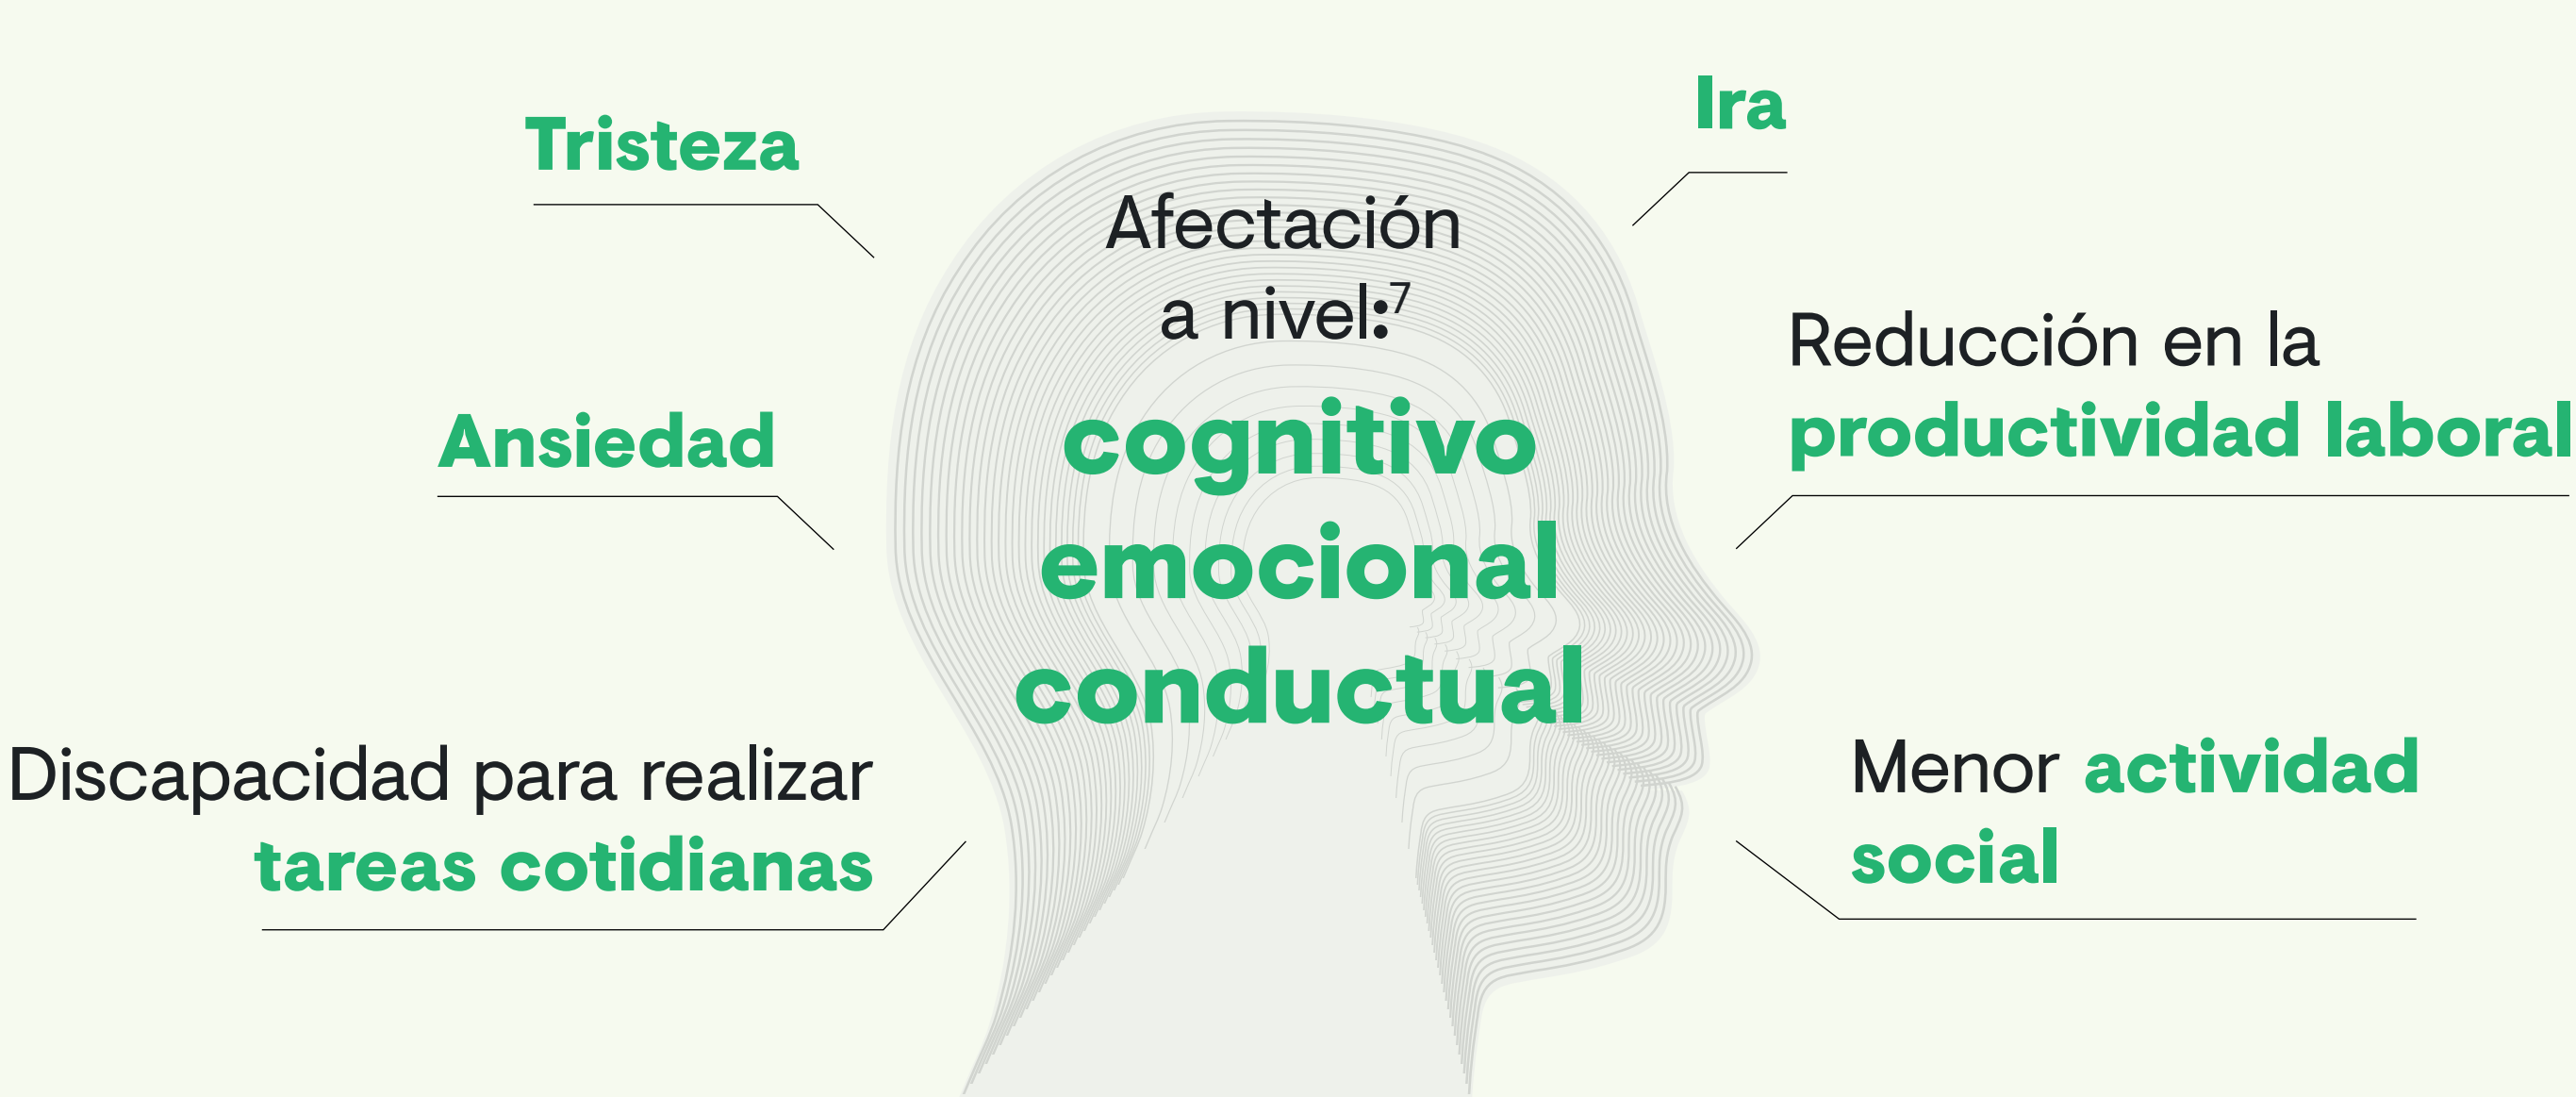 Tristeza
Ansiedad
Discapacidad para realizar
tareas cotidianas
Afectación
a nivel:7
cognitivo
emocional
conductual
Ira
Reducción en la
productividad laboral
Menor actividad
social